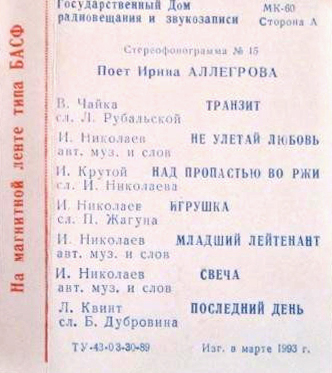 Государственный Дом
радиовещания и звукозаписи
МК-60
Сторона А
Стереофонограмма № 15
Поет Ирина АЛЛЕГРОВА
В. Чайка ТРАНЗИТ
сл. Л. Рубальской
И. Николаев НЕ УЛЕТАЙ ЛЮБОВЬ
авт. муз. и слов
И. Крутой НАД ПРОПАСТЬЮ ВО РЖИ
сл. И. Николаева
И. Николаев ИГРУШКА
сл. П. Жагуна
И. Николаев МЛАДШИЙ ЛЕЙТЕНАНТ
авт. муз. и слов
И. Николаев СВЕЧА
авт. муз. и слов
Л. Квинт ПОСЛЕДНИЙ ДЕНЬ
сл. Б. Дубровина
ТУ-43-03-30-89 Изг. в марте 1993 г.
На магнитной ленте типа БАСФ